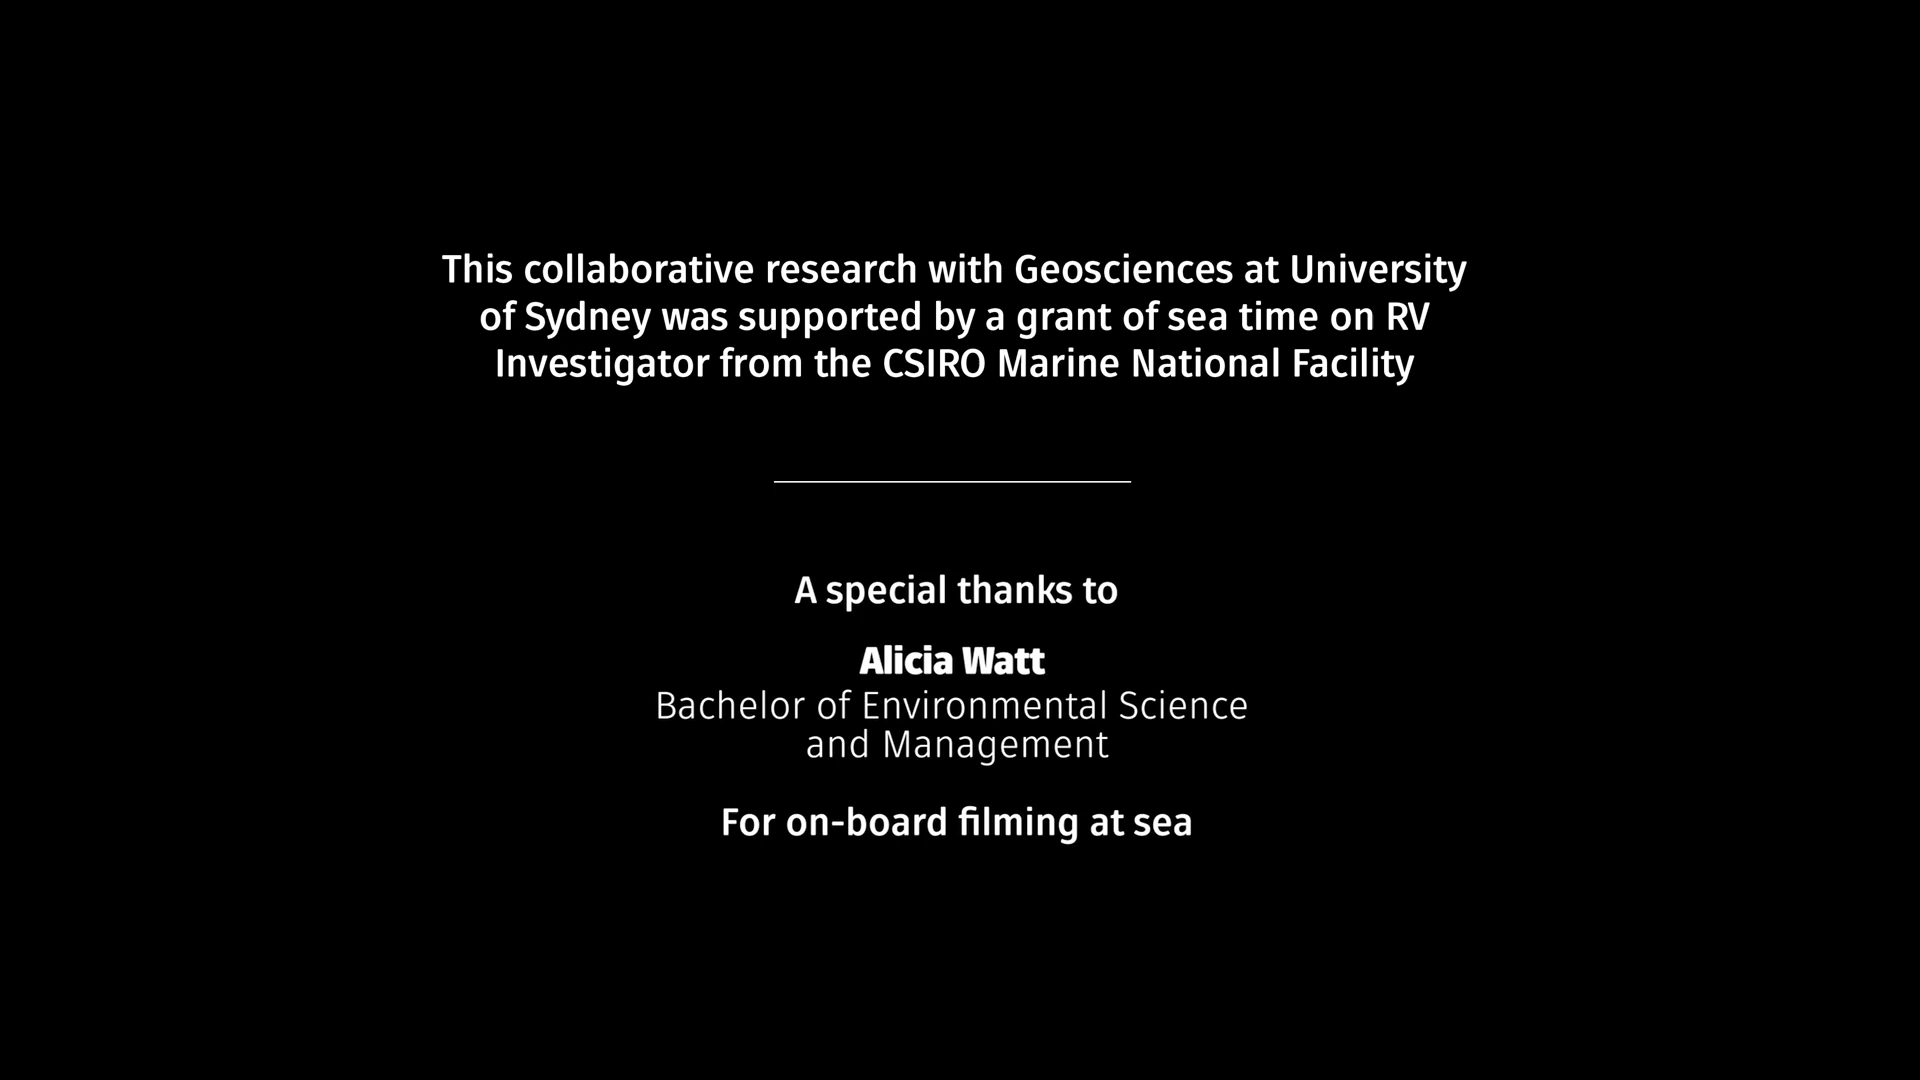 This collaborative research with Geosciences at University
of Sydney was supported by a grant of sea time on RV
Investigator from the CSIRO Marine National Facility
A special thanks to
Alicia Watt
Bachelor of Environmental Science
and Management
For on-board filming at sea